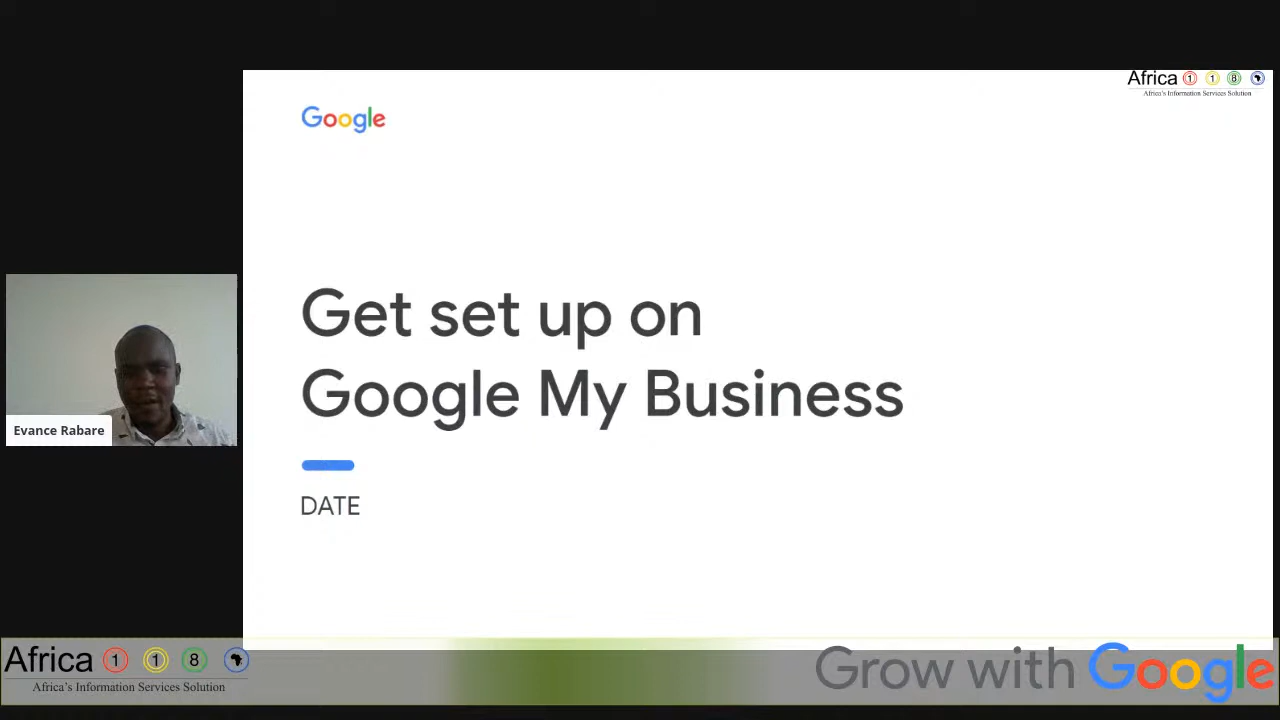 Africa 1 1 8
Africa's Information Services Solution
Google
Get set up on
Google My Business
DATE
Evance Rabare
Africa 1 1 8
Africa's Information Services Solution
Grow with Google